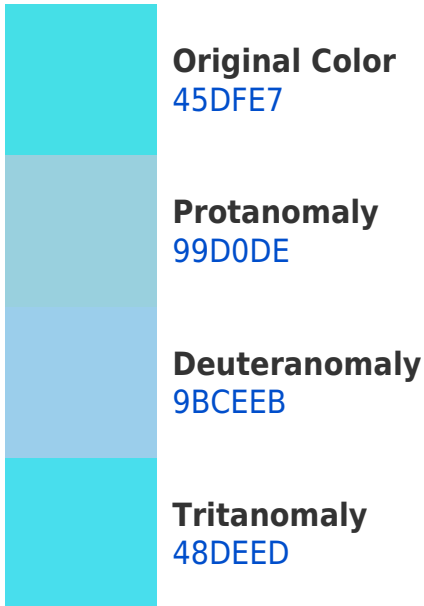 Original Color
45DFE7
Protanomaly
99D0DE
Deuteranomaly
9BCEEB
Tritanomaly
48DEED